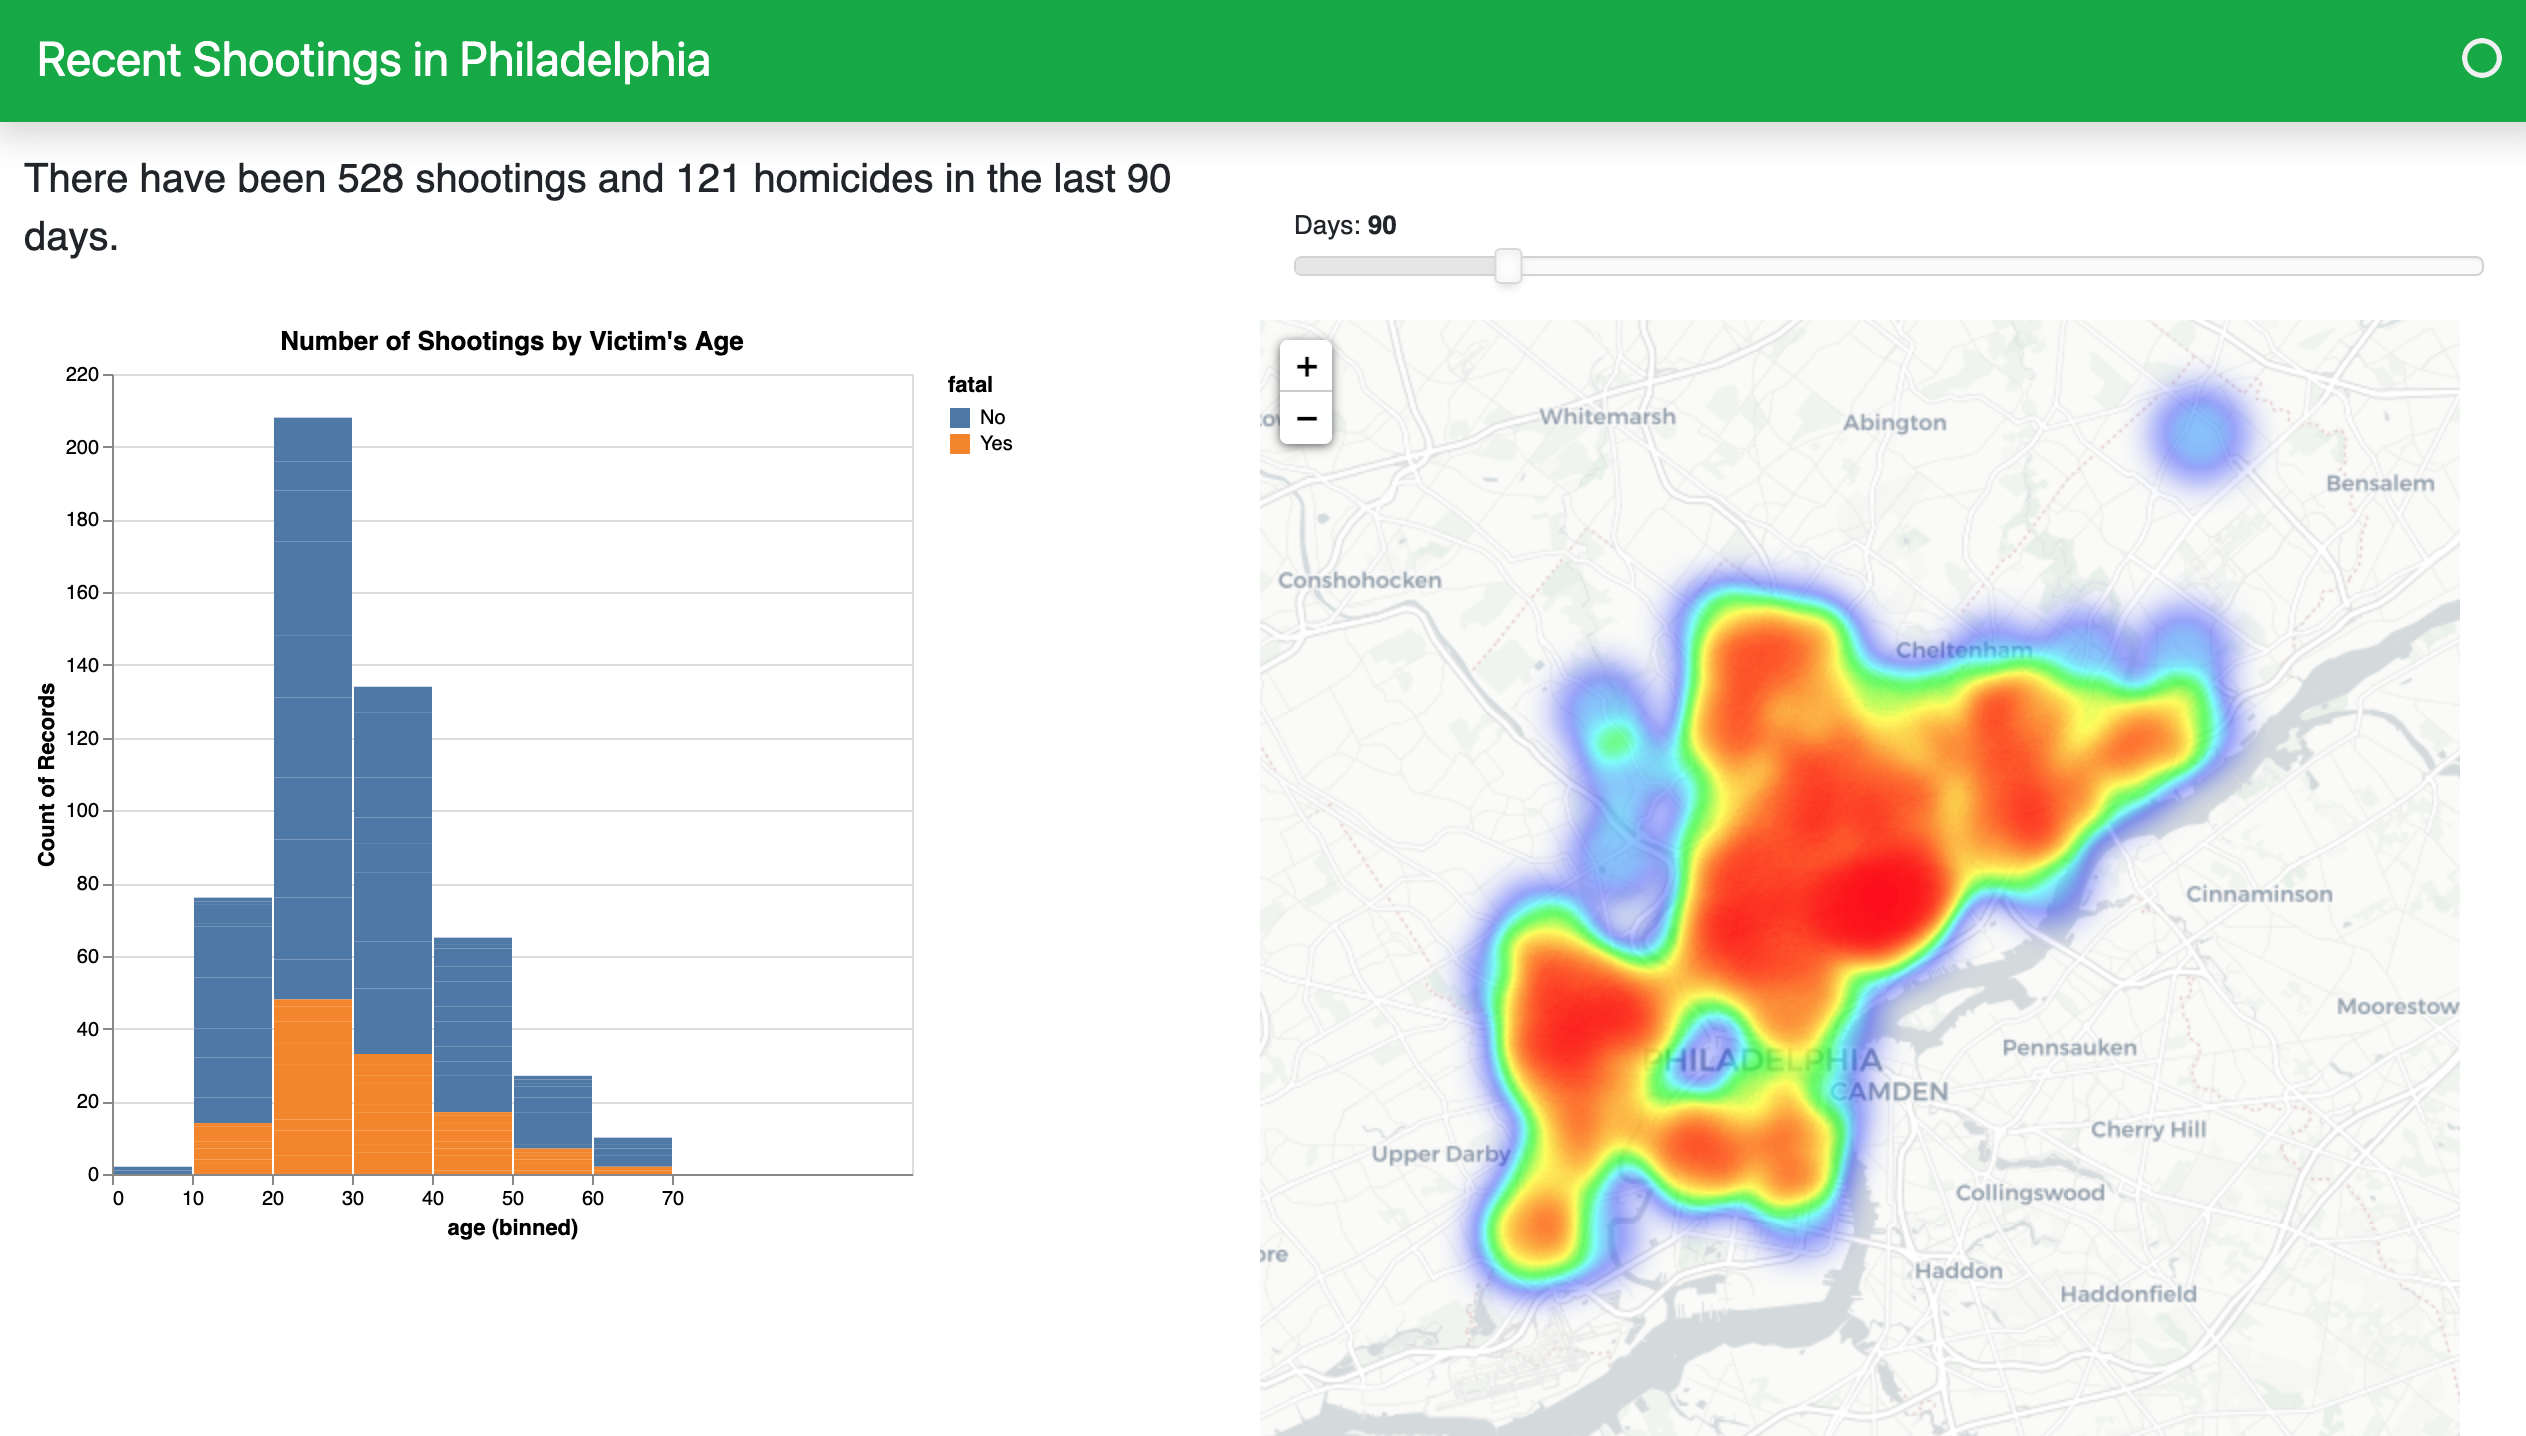 Recent Shootings in Philadelphia
There have been 528 shootings and 121 homicides in the last 90
days.
Days: 90
Number of Shootings by Victim's Age
220
200
180
160
140
120
100
80
60
40
20
0
Count of Records
0 10 20 30 40 50 60 70
age (binned)
fatal
No
Yes
+
−
Whitemarsh
Abington
Bensalem
Conshohocken
Cheltenham
Cinnaminson
Moorestow
PHILADELPHIA
Pennsauken
CAMDEN
Cherry Hill
Upper Darby
Collingswood
Haddon
Haddonfield